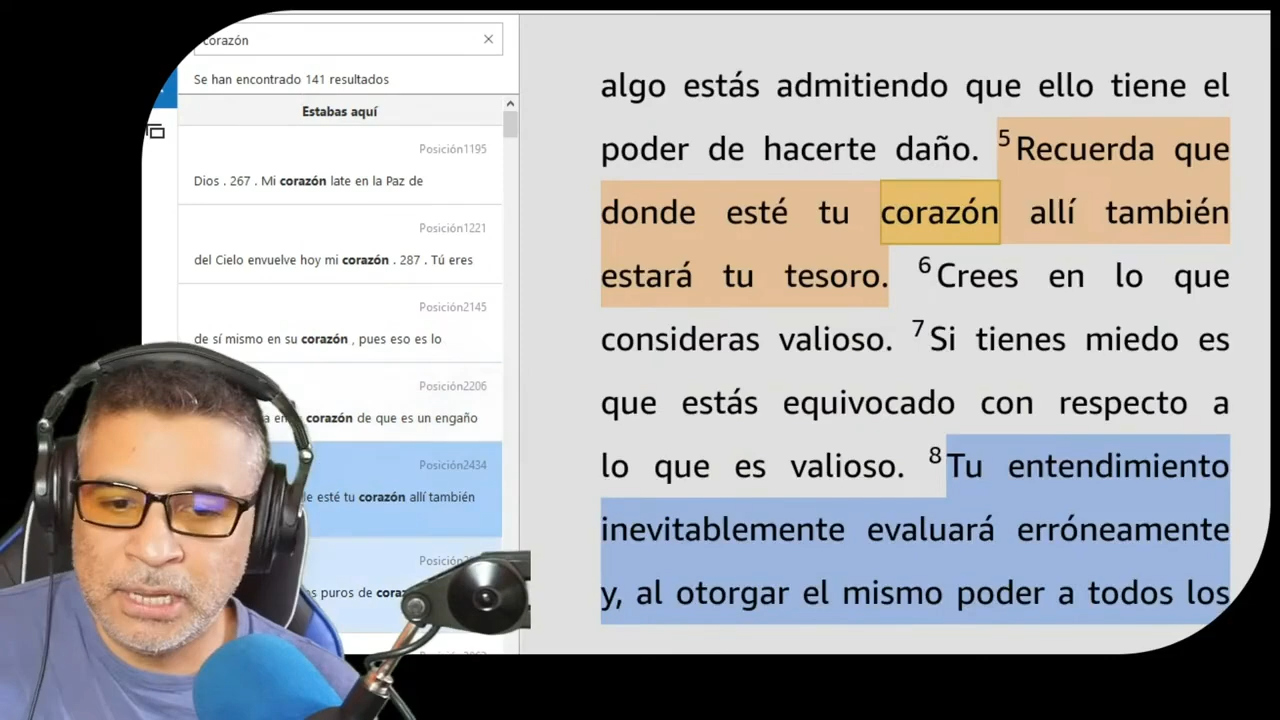 corazón
Se han encontrado 141 resultados
Estabas aquí
Posición1195
Dios . 267 . Mi corazón late en la Paz de
Posición1221
del Cielo envuelve hoy mi corazón . 287 . Tú eres
Posición2145
de sí mismo en su corazón , pues eso es lo
Posición2206
corazón de que es un engaño
Posición2434
esté tu corazón allí también
puros de
algo estás admitiendo que ello tiene el
poder de hacerte daño. 5 Recuerda que
donde esté tu corazón allí también
estará tu tesoro. 6 Crees en lo que
consideras valioso. 7 Si tienes miedo es
que estás equivocado con respecto a
lo que es valioso. 8 Tu entendimiento
inevitablemente evaluará erróneamente
y, al otorgar el mismo poder a todos los